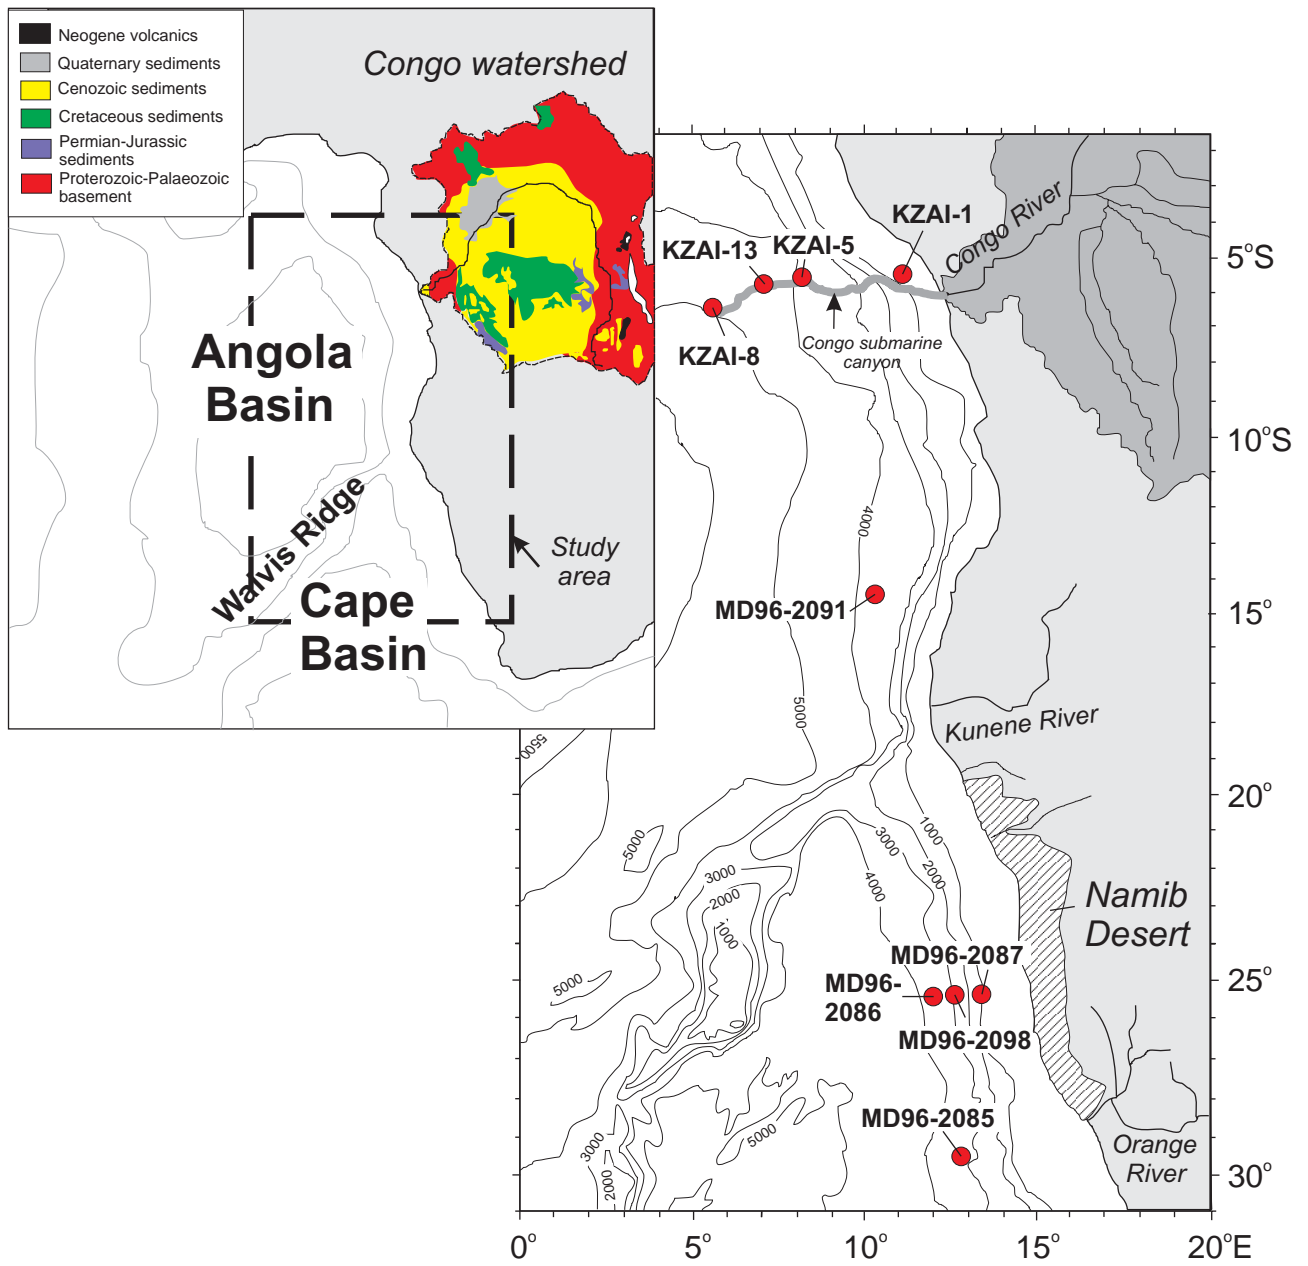 Neogene volcanics
Quaternary sediments
Cenozoic sediments
Cretaceous sediments
Permian-Jurassic
sediments
Proterozoic-Palaeozoic
basement
Congo watershed
Angola
Basin
Walvis Ridge
Cape
Basin
Study
area
KZAI-1
KZAI-5
KZAI-13
KZAI-8
Congo River
Congo submarine
canyon
5°S
10°S
4000
MD96-2091
15°
5000
Kunene River
5500
20°
5000
3000
2000
1000
1000
3000
2000
4000
Namib
Desert
MD96-2087
MD96-
2086
MD96-2098
25°
5000
MD96-2085
5000
3000
2000
Orange
River
30°
0°
5°
10°
15°
20°E